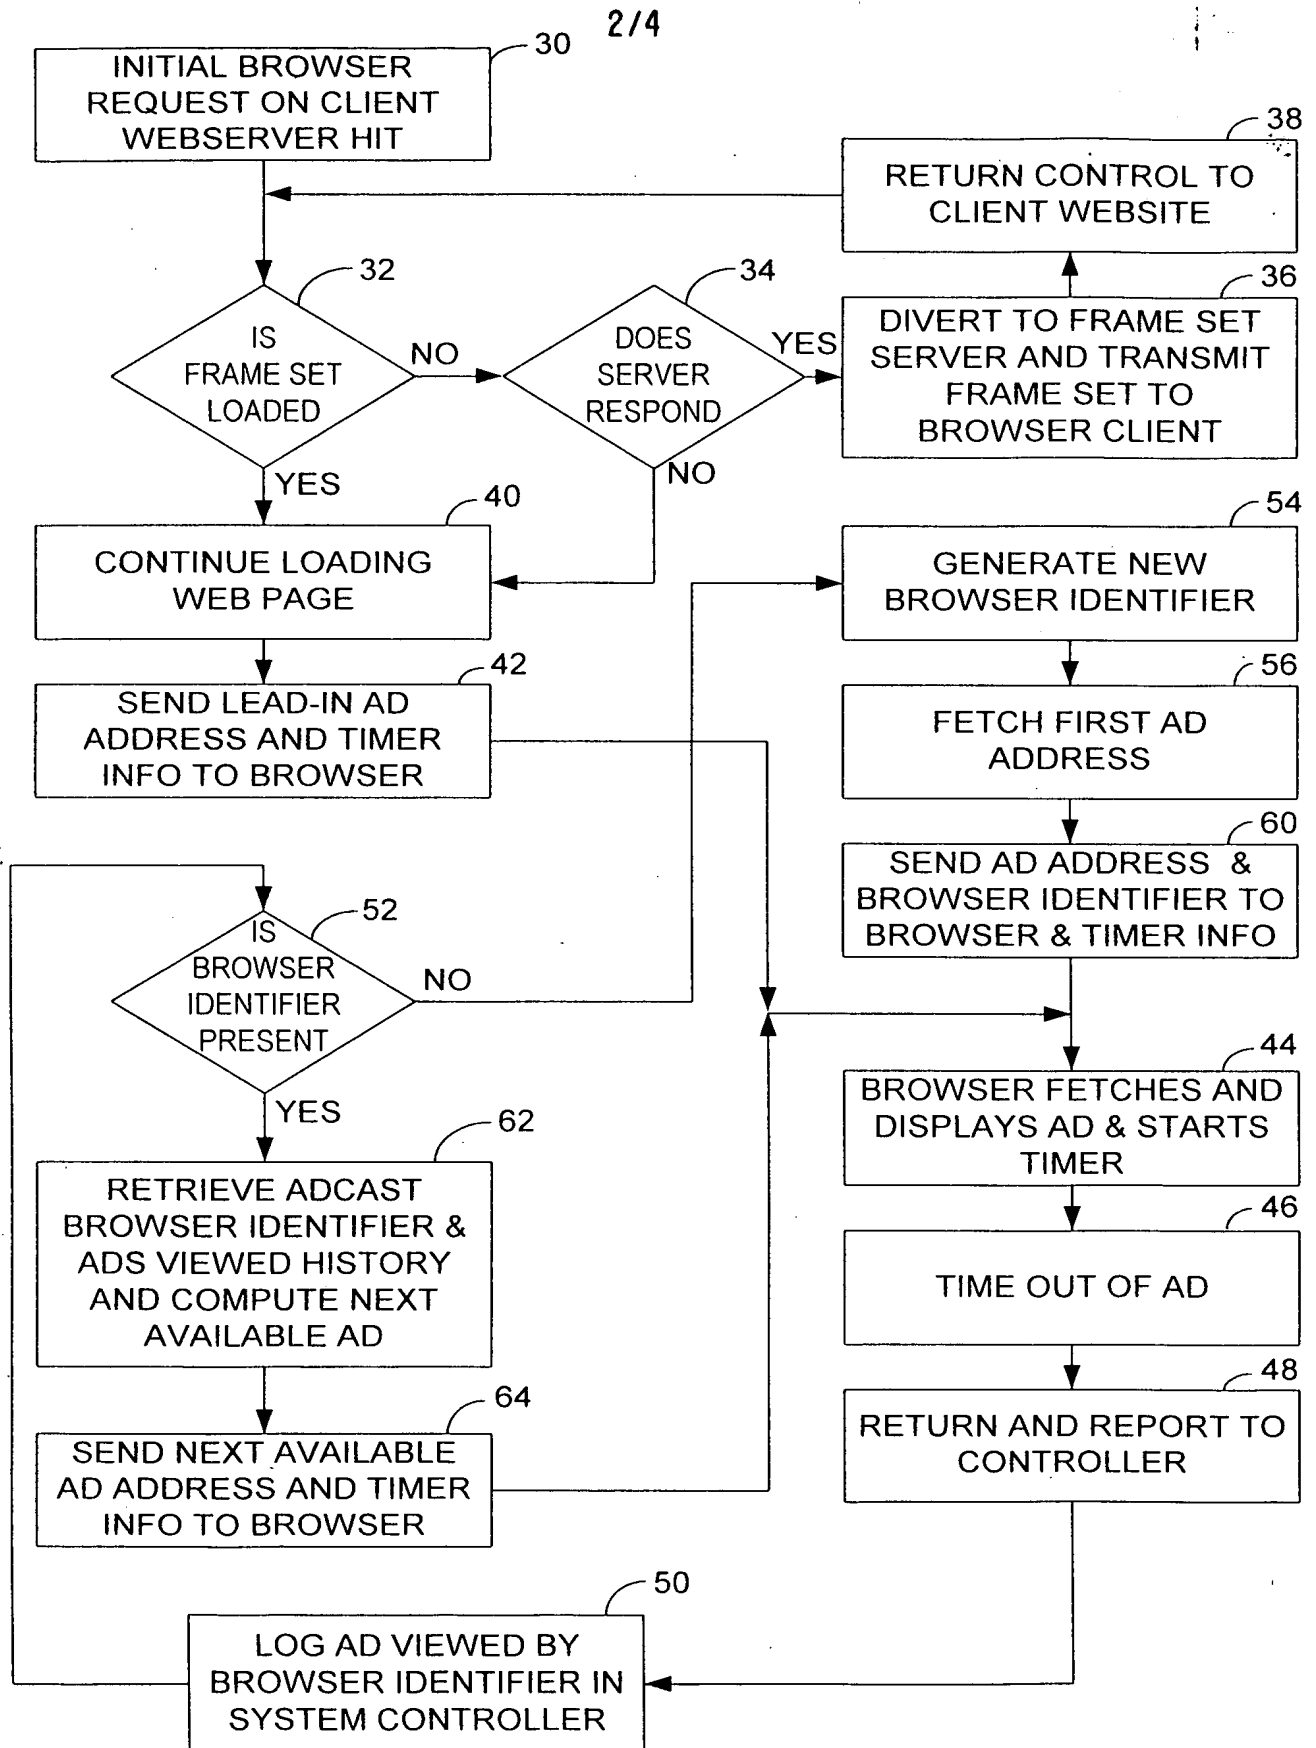 2/4
30
INITIAL BROWSER
REQUEST ON CLIENT
WEBSERVER HIT
38
RETURN CONTROL TO
CLIENT WEBSITE
32
IS
FRAME SET
LOADED
NO
YES
34
DOES
SERVER
RESPOND
YES
NO
36
DIVERT TO FRAME SET
SERVER AND TRANSMIT
FRAME SET TO
BROWSER CLIENT
40
CONTINUE LOADING
WEB PAGE
54
GENERATE NEW
BROWSER IDENTIFIER
42
SEND LEAD-IN AD
ADDRESS AND TIMER
INFO TO BROWSER
56
FETCH FIRST AD
ADDRESS
60
SEND AD ADDRESS &
BROWSER IDENTIFIER TO
BROWSER & TIMER INFO
52
IS
BROWSER
IDENTIFIER
PRESENT
NO
YES
44
BROWSER FETCHES AND
DISPLAYS AD & STARTS
TIMER
62
RETRIEVE ADCAST
BROWSER IDENTIFIER &
ADS VIEWED HISTORY
AND COMPUTE NEXT
AVAILABLE AD
46
TIME OUT OF AD
64
SEND NEXT AVAILABLE
AD ADDRESS AND TIMER
INFO TO BROWSER
48
RETURN AND REPORT TO
CONTROLLER
50
LOG AD VIEWED BY
BROWSER IDENTIFIER IN
SYSTEM CONTROLLER